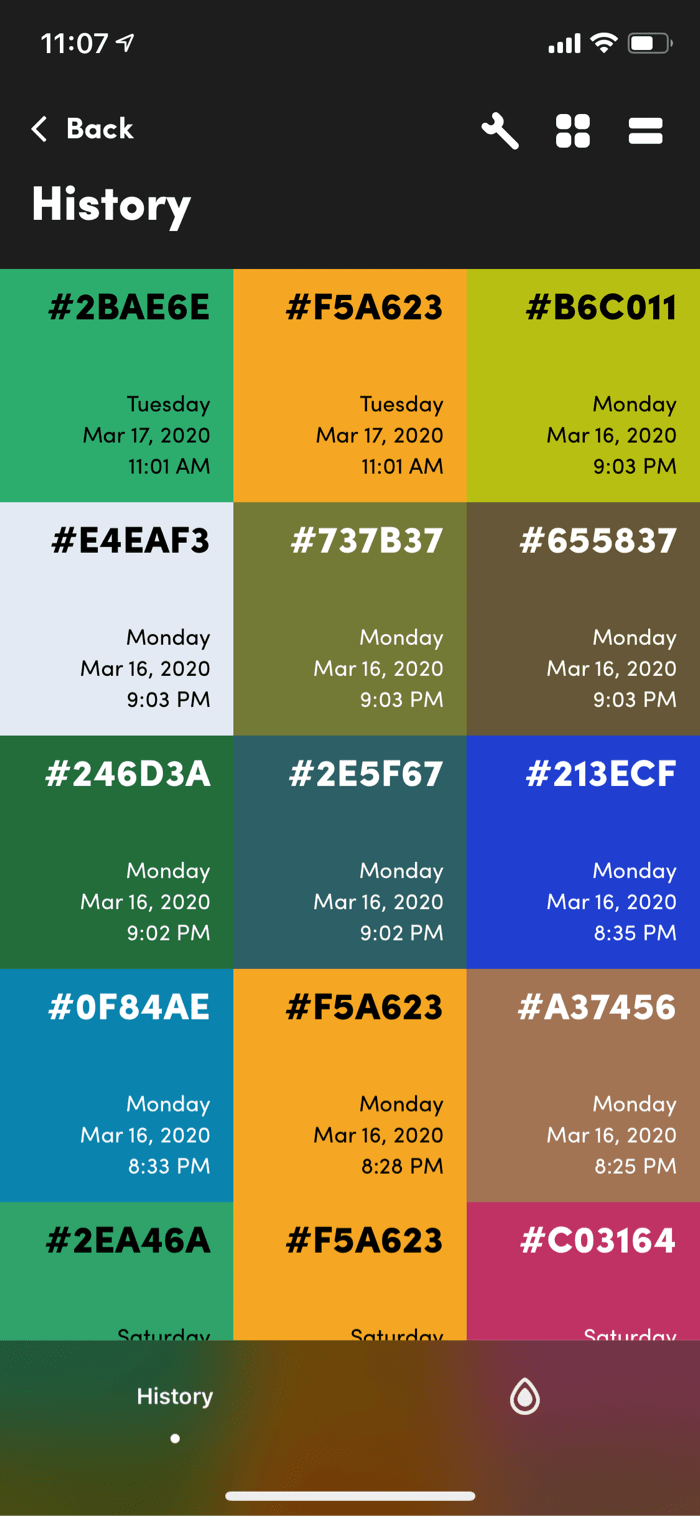 11:07
Back
History
#2BAE6E
Tuesday
Mar 17, 2020
11:01 AM
#F5A623
Tuesday
Mar 17, 2020
11:01 AM
#B6C011
Monday
Mar 16, 2020
9:03 PM
#E4EAF3
Monday
Mar 16, 2020
9:03 PM
#737B37
Monday
Mar 16, 2020
9:03 PM
#655837
Monday
Mar 16, 2020
9:03 PM
#246D3A
Monday
Mar 16, 2020
9:02 PM
#2E5F67
Monday
Mar 16, 2020
9:02 PM
#213ECF
Monday
Mar 16, 2020
8:35 PM
#0F84AE
Monday
Mar 16, 2020
8:33 PM
#F5A623
Monday
Mar 16, 2020
8:28 PM
#A37456
Monday
Mar 16, 2020
8:25 PM
#2EA46A
Saturday
#F5A623
Saturday
#C03164
Saturday
History